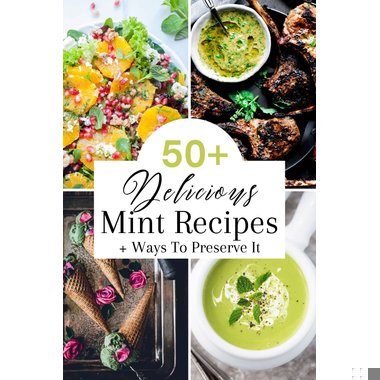 50+
Delicious
Mint Recipes
+ Ways To Preserve It